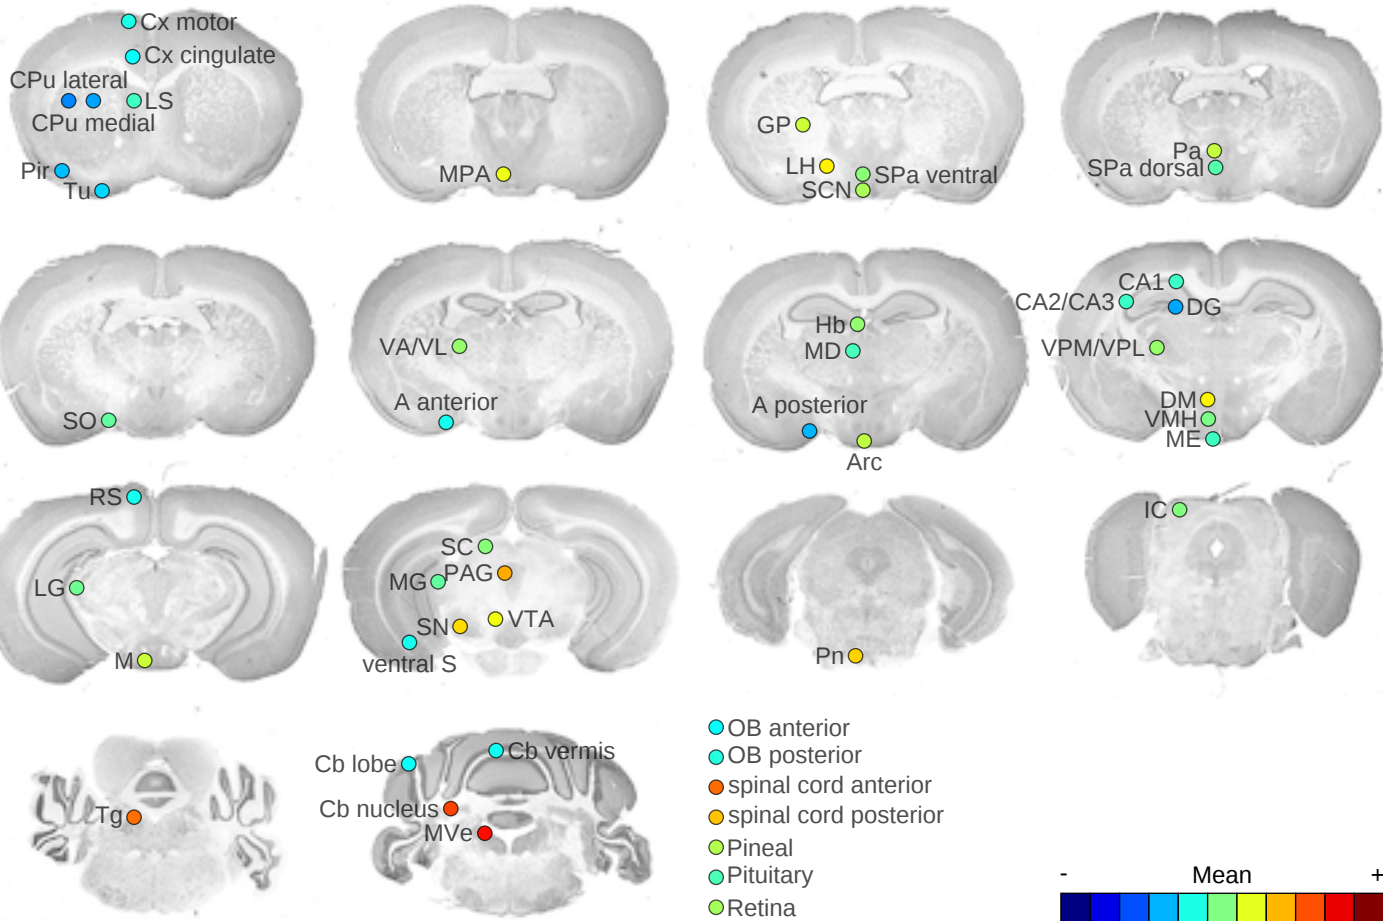 Cx motor
Cx cingulate
CPu lateral
LS
CPu medial
Pir
Tu
MPA
GP
LH
SPa ventral
SCN
Pa
SPa dorsal
SO
VA/VL
A anterior
Hb
MD
A posterior
Arc
CA1
CA2/CA3
DG
VPM/VPL
DM
VMH
ME
RS
LG
M
SC
MG
PAG
SN
VTA
ventral S
Pn
IC
Tg
Cb lobe
Cb vermis
Cb nucleus
MVe
OB anterior
OB posterior
spinal cord anterior
spinal cord posterior
Pineal
Pituitary
Retina
- Mean +